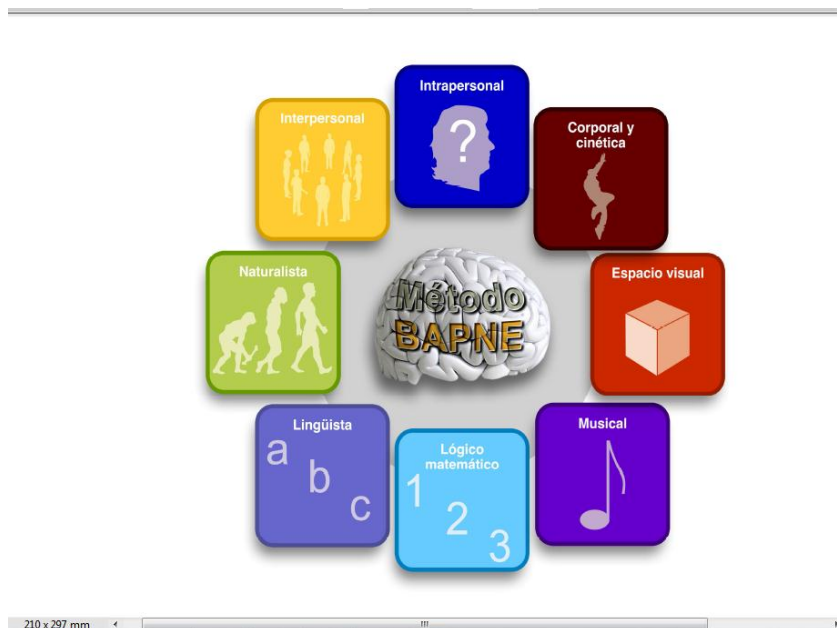 Intrapersonal
Interpersonal
?
Corporal y
cinética
Naturalista
Espacio visual
Método
BAPNE
Lingüista
a
b
c
Lógico
matemático
1
2
3
Musical
210 x 297 mm